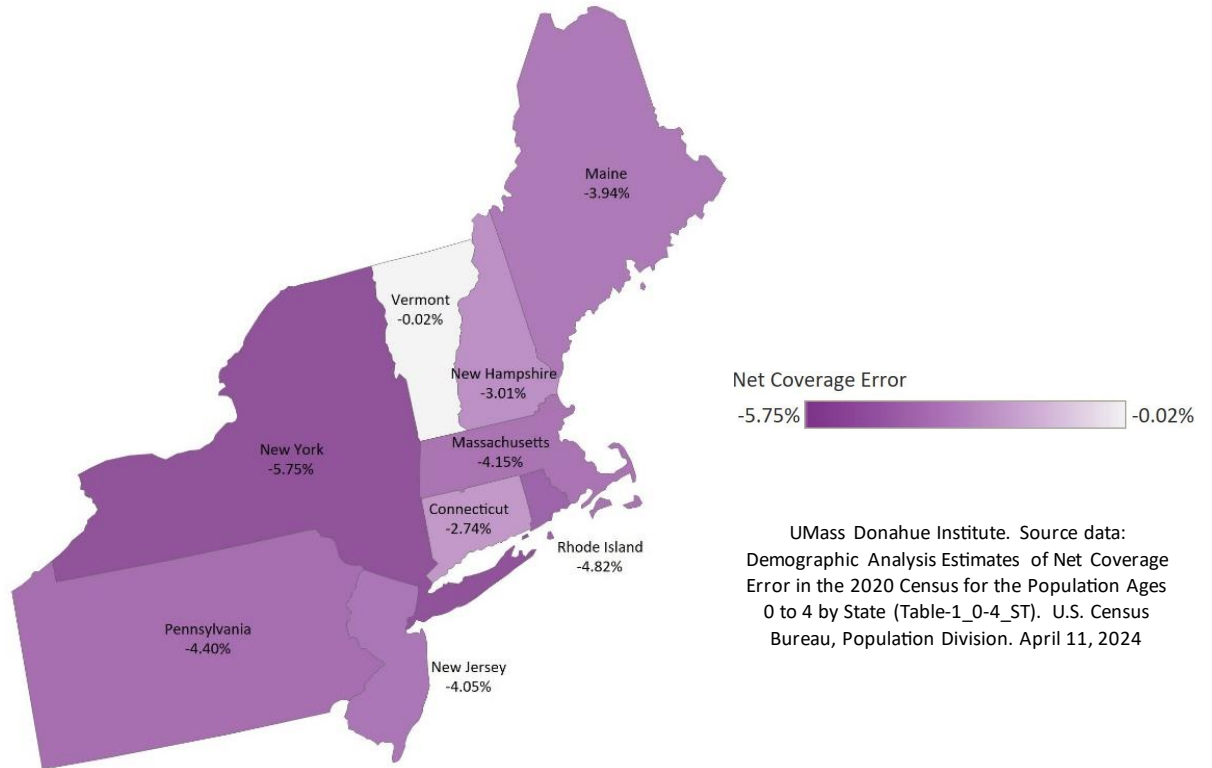 Maine
-3.94%
Vermont
-0.02%
New Hampshire
-3.01%
Net Coverage Error
-5.75%
-0.02%
New York
-5.75%
Massachusetts
-4.15%
Connecticut
-2.74%
Rhode Island
-4.82%
Pennsylvania
-4.40%
New Jersey
-4.05%
UMass Donahue Institute. Source data:
Demographic Analysis Estimates of Net Coverage
Error in the 2020 Census for the Population Ages
0 to 4 by State (Table-1_0-4_ST). U.S. Census
Bureau, Population Division. April 11, 2024